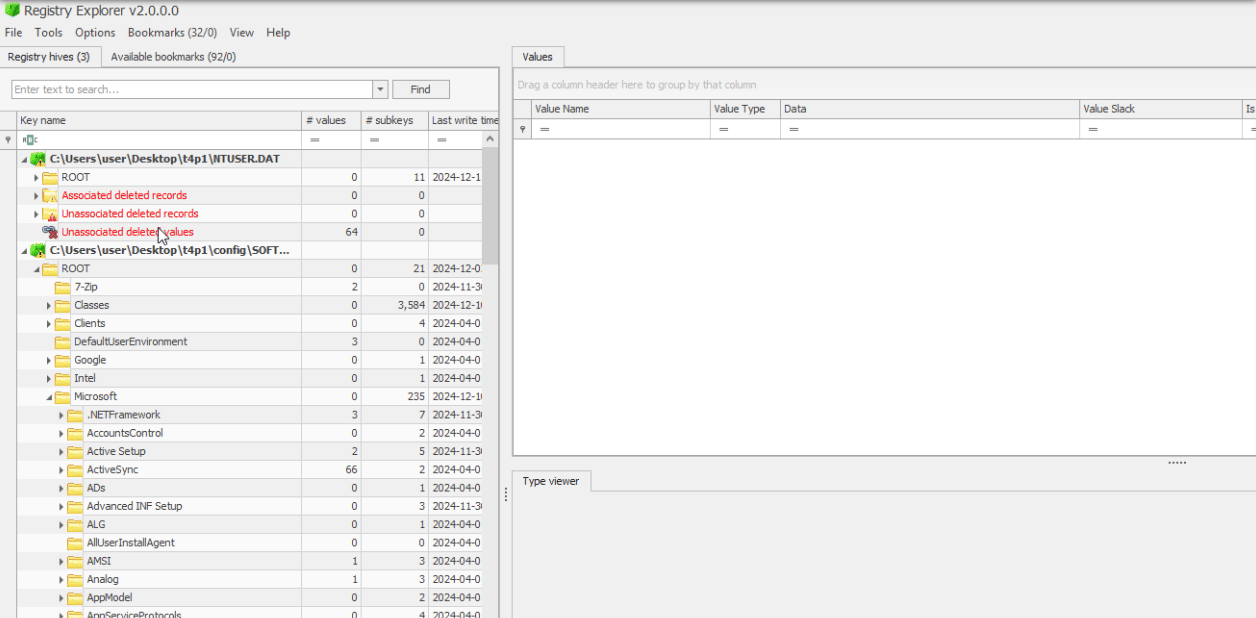 Registry Explorer v2.0.0.0
File Tools Options Bookmarks (32/0) View Help
Registry hives (3) Available bookmarks (92/0)
Enter text to search... Find
Key name # values # subkeys Last write time
= = =
C:\Users\user\Desktop\t4p1\NTUSER.DAT
ROOT 0 11 2024-12-1
Associated deleted records 0 0
Unassociated deleted records 0 0
Unassociated deleted values 64 0
C:\Users\user\Desktop\t4p1\config\SOFT...
ROOT 0 21 2024-12-0
7-Zip 2 0 2024-11-30
Classes 0 3,584 2024-12-10
Clients 0 4 2024-04-0
DefaultUserEnvironment 3 0 2024-04-0
Google 0 1 2024-04-0
Intel 0 1 2024-04-0
Microsoft 0 235 2024-12-10
.NETFramework 3 7 2024-11-30
AccountsControl 0 2 2024-04-0
Active Setup 2 5 2024-11-30
ActiveSync 66 2 2024-04-0
ADs 0 1 2024-04-0
Advanced INF Setup 0 3 2024-11-30
ALG 0 1 2024-04-0
AllUserInstallAgent 0 0 2024-04-0
AMSI 1 3 2024-04-0
Analog 1 3 2024-04-0
AppModel 0 2 2024-04-0
AppServiceProtocols 0 4 2024-04-0
Values
Drag a column header here to group by that column
Value Name Value Type Data Value Slack Is
= = = = =
Type viewer